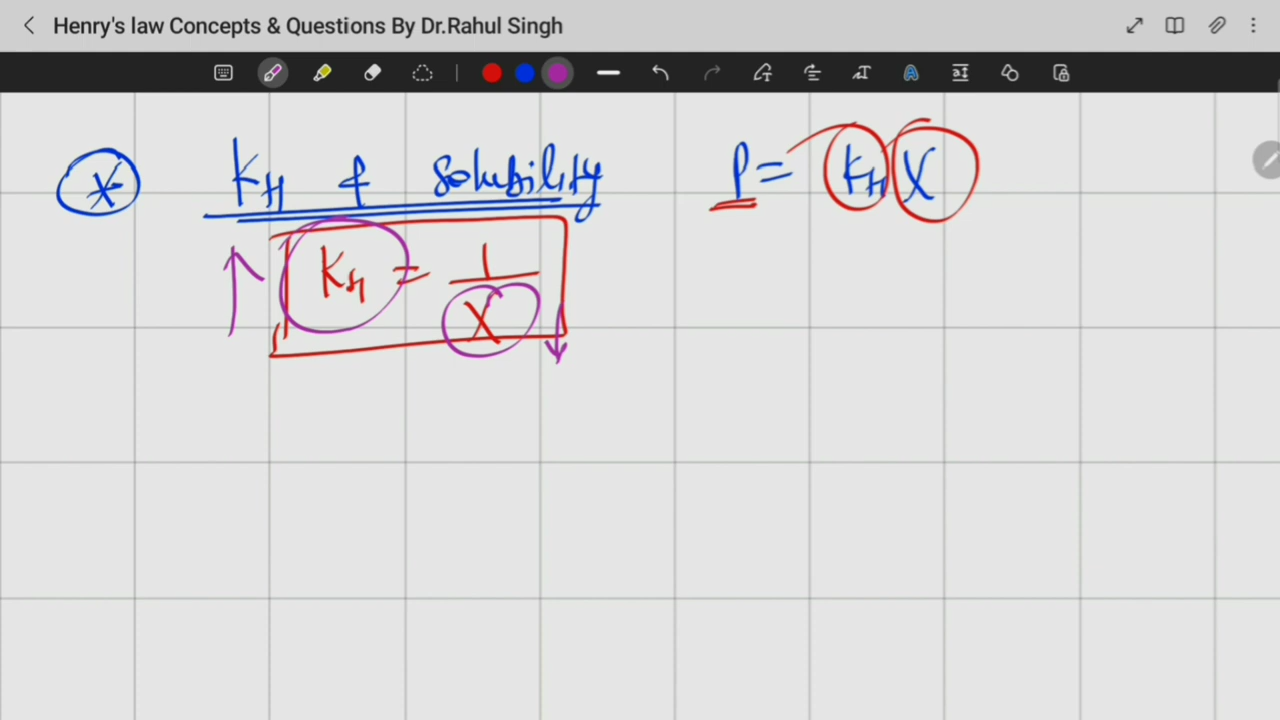 Henry's law Concepts & Questions By Dr.Rahul Singh
* KH & solubility P = KH X
KH = 1/X